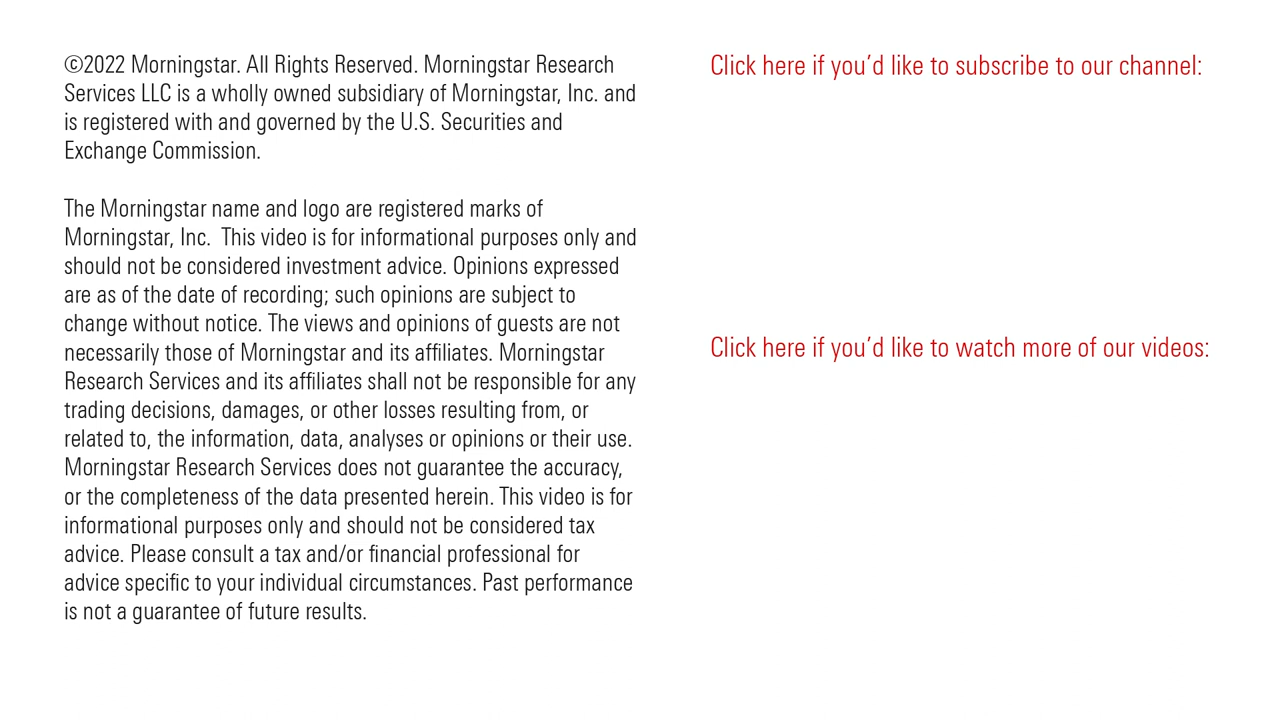 ©2022 Morningstar. All Rights Reserved. Morningstar Research
Services LLC is a wholly owned subsidiary of Morningstar, Inc. and
is registered with and governed by the U.S. Securities and
Exchange Commission.
The Morningstar name and logo are registered marks of
Morningstar, Inc.  This video is for informational purposes only and
should not be considered investment advice. Opinions expressed
are as of the date of recording; such opinions are subject to
change without notice. The views and opinions of guests are not
necessarily those of Morningstar and its affiliates. Morningstar
Research Services and its affiliates shall not be responsible for any
trading decisions, damages, or other losses resulting from, or
related to, the information, data, analyses or opinions or their use.
Morningstar Research Services does not guarantee the accuracy,
or the completeness of the data presented herein. This video is for
informational purposes only and should not be considered tax
advice. Please consult a tax and/or financial professional for
advice specific to your individual circumstances. Past performance
is not a guarantee of future results.
Click here if you’d like to subscribe to our channel:
Click here if you’d like to watch more of our videos: